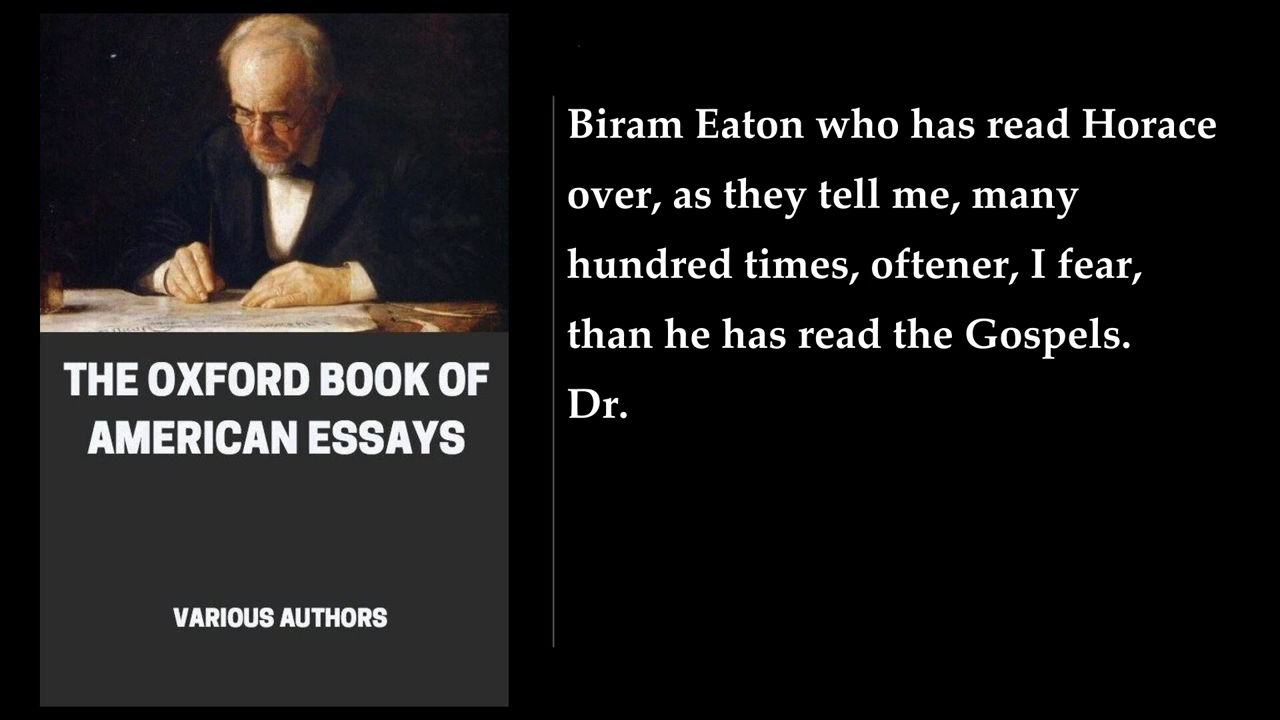 THE OXFORD BOOK OF
AMERICAN ESSAYS
VARIOUS AUTHORS
Biram Eaton who has read Horace
over, as they tell me, many
hundred times, oftener, I fear,
than he has read the Gospels.
Dr.